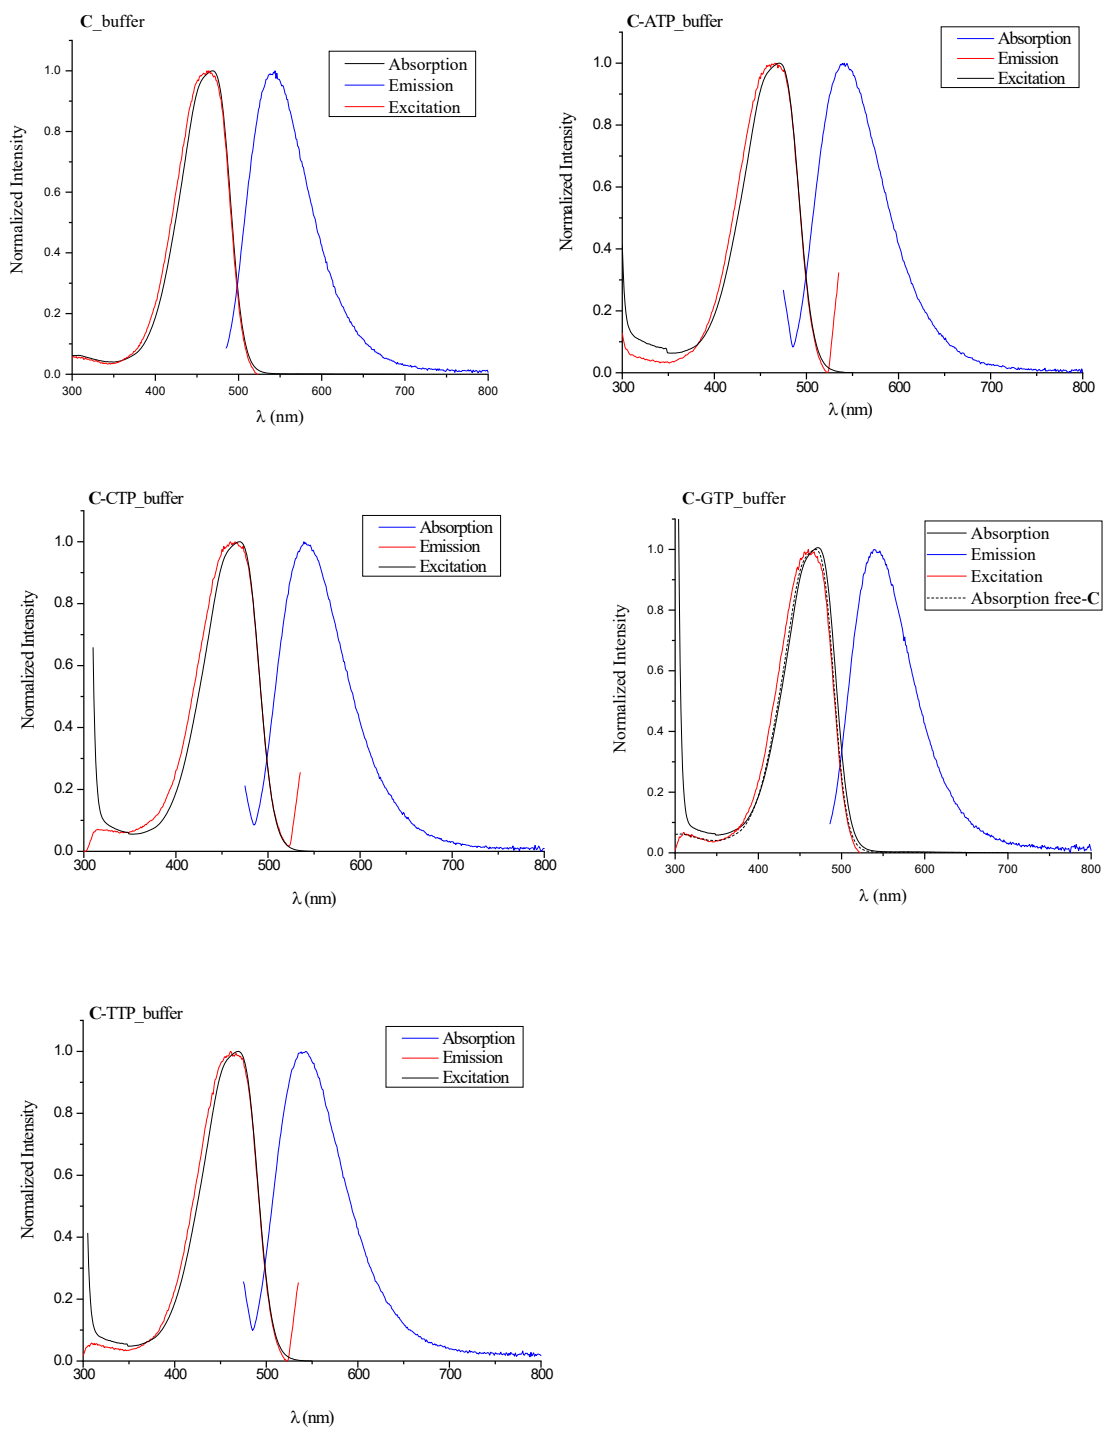 C_buffer
Absorption
Emission
Excitation
Normalized Intensity
1.0
0.8
0.6
0.4
0.2
0.0
300 400 500 600 700 800
λ (nm)
C-ATP_buffer
Absorption
Emission
Excitation
Normalized Intensity
1.0
0.8
0.6
0.4
0.2
0.0
300 400 500 600 700 800
λ (nm)
C-CTP_buffer
Absorption
Emission
Excitation
Normalized Intensity
1.0
0.8
0.6
0.4
0.2
0.0
300 400 500 600 700 800
λ (nm)
C-GTP_buffer
Absorption
Emission
Excitation
Absorption free-C
Normalized Intensity
1.0
0.8
0.6
0.4
0.2
0.0
300 400 500 600 700 800
λ (nm)
C-TTP_buffer
Absorption
Emission
Excitation
Normalized Intensity
1.0
0.8
0.6
0.4
0.2
0.0
300 400 500 600 700 800
λ (nm)